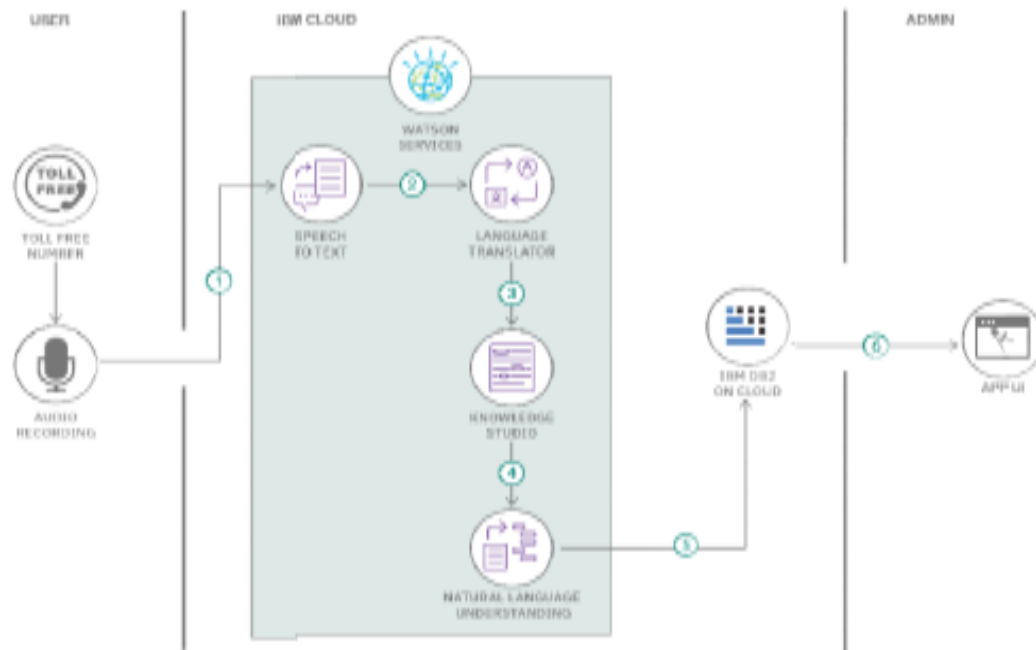 USER
IBM CLOUD
ADMIN
WATSON
SERVICES
TOLL
FREE
TOLL FREE
NUMBER
SPEECH
TO TEXT
A
LANGUAGE
TRANSLATOR
1
2
3
AUDIO
RECORDING
KNOWLEDGE
STUDIO
4
NATURAL LANGUAGE
UNDERSTANDING
5
IBM DB2
ON CLOUD
6
APP UI